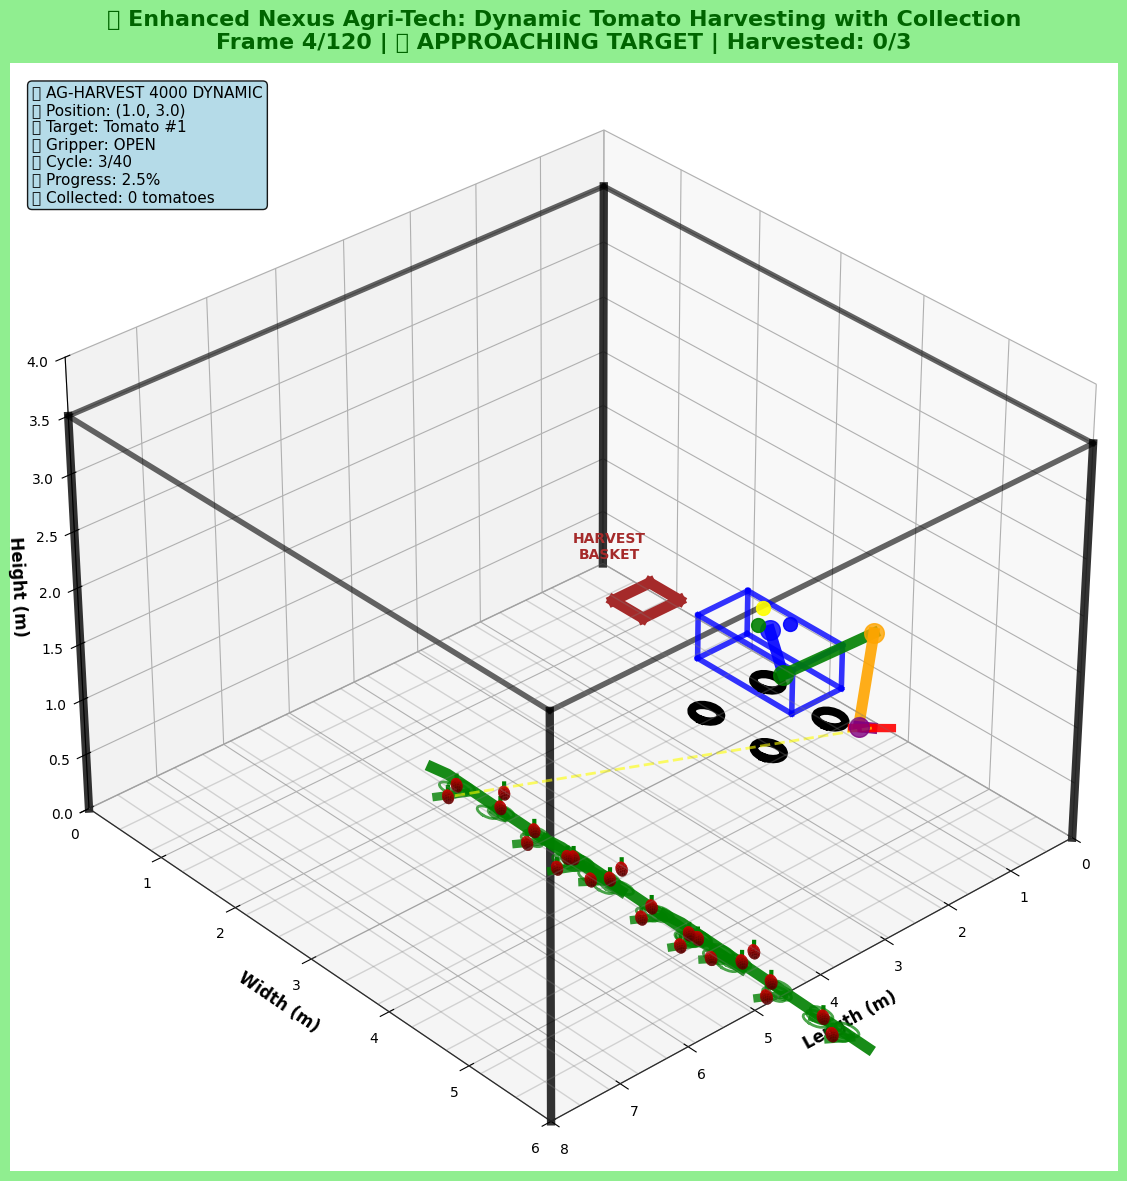 ▯ Enhanced Nexus Agri-Tech: Dynamic Tomato Harvesting with Collection
Frame 4/120 | ▯ APPROACHING TARGET | Harvested: 0/3
▯ AG-HARVEST 4000 DYNAMIC
▯ Position: (1.0, 3.0)
▯ Target: Tomato #1
▯ Gripper: OPEN
▯ Cycle: 3/40
▯ Progress: 2.5%
▯ Collected: 0 tomatoes
4.0
3.5
3.0
2.5
2.0
1.5
1.0
0.5
0.0
Height (m)
HARVEST
BASKET
0
1
2
3
4
5
6
Width (m)
0
1
2
3
4
5
6
7
8
Length (m)